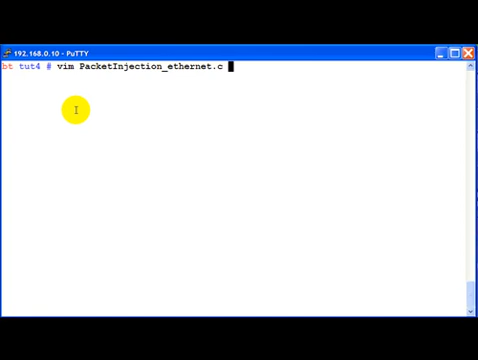 192.168.0.10 - PuTTY
bt tut4 # vim PacketInjection_ethernet.c